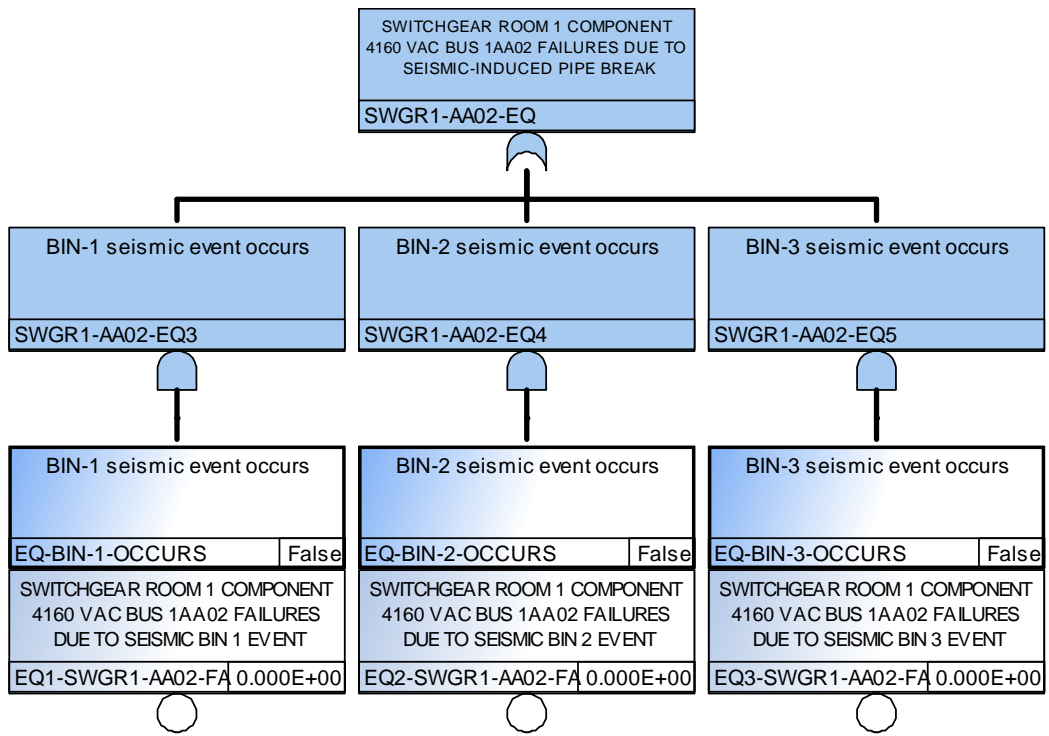 SWITCHGEAR ROOM 1 COMPONENT
4160 VAC BUS 1AA02 FAILURES DUE TO
SEISMIC-INDUCED PIPE BREAK
SWGR1-AA02-EQ
BIN-1 seismic event occurs
SWGR1-AA02-EQ3
BIN-2 seismic event occurs
SWGR1-AA02-EQ4
BIN-3 seismic event occurs
SWGR1-AA02-EQ5
BIN-1 seismic event occurs
EQ-BIN-1-OCCURS False
SWITCHGEAR ROOM 1 COMPONENT
4160 VAC BUS 1AA02 FAILURES
DUE TO SEISMIC BIN 1 EVENT
EQ1-SWGR1-AA02-FA 0.000E+00
BIN-2 seismic event occurs
EQ-BIN-2-OCCURS False
SWITCHGEAR ROOM 1 COMPONENT
4160 VAC BUS 1AA02 FAILURES
DUE TO SEISMIC BIN 2 EVENT
EQ2-SWGR1-AA02-FA 0.000E+00
BIN-3 seismic event occurs
EQ-BIN-3-OCCURS False
SWITCHGEAR ROOM 1 COMPONENT
4160 VAC BUS 1AA02 FAILURES
DUE TO SEISMIC BIN 3 EVENT
EQ3-SWGR1-AA02-FA 0.000E+00